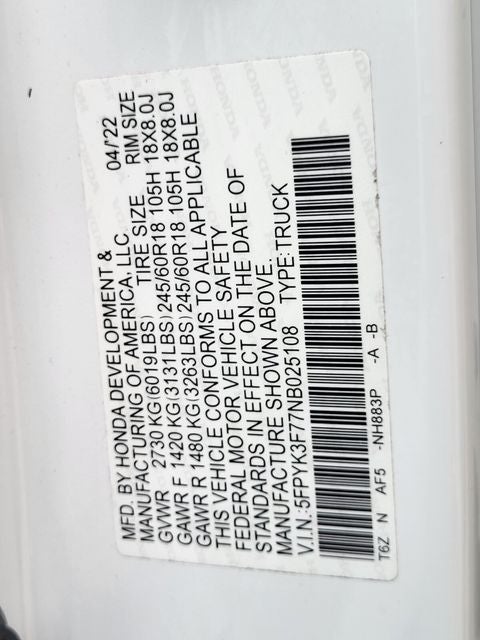 MFD. BY HONDA DEVELOPMENT & 04/'22
MANUFACTURING OF AMERICA, LLC. TIRE SIZE RIM SIZE
GVWR 2730 KG(6019LBS)
GAWR F 1420 KG(3131LBS) 245/60R18 105H 18X8.0J
GAWR R 1480 KG(3263LBS) 245/60R18 105H 18X8.0J
THIS VEHICLE CONFORMS TO ALL APPLICABLE
FEDERAL MOTOR VEHICLE SAFETY
STANDARDS IN EFFECT ON THE DATE OF
MANUFACTURE SHOWN ABOVE.
V.I.N.:5FPYK3F77NB025108 TYPE:TRUCK
T6Z N AF5 -NH883P -A -B
HONDA